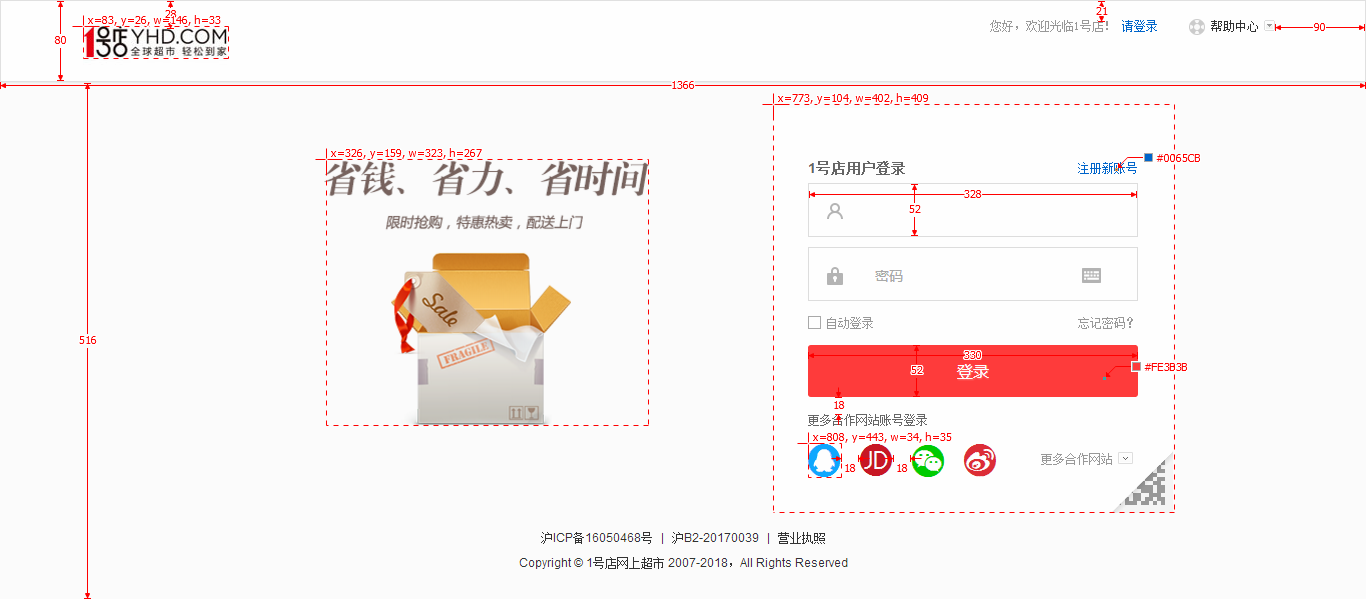 x=83, y=26, w=146, h=33
28
80
1号店 YHD.COM
全球超市 轻松到家
21
您好，欢迎光临1号店！ 请登录 帮助中心
90
1366
516
x=326, y=159, w=323, h=267
省钱、省力、省时间
限时抢购，特惠热卖，配送上门
Sale
FRAGILE
x=773, y=104, w=402, h=409
1号店用户登录 注册新账号
#0065CB
328
52
密码
自动登录 忘记密码？
330
52
登录
#FE3B3B
18
更多合作网站账号登录
x=808, y=443, w=34, h=35
18
JD
18
更多合作网站
沪ICP备16050468号 | 沪B2-20170039 | 营业执照
Copyright © 1号店网上超市 2007-2018，All Rights Reserved